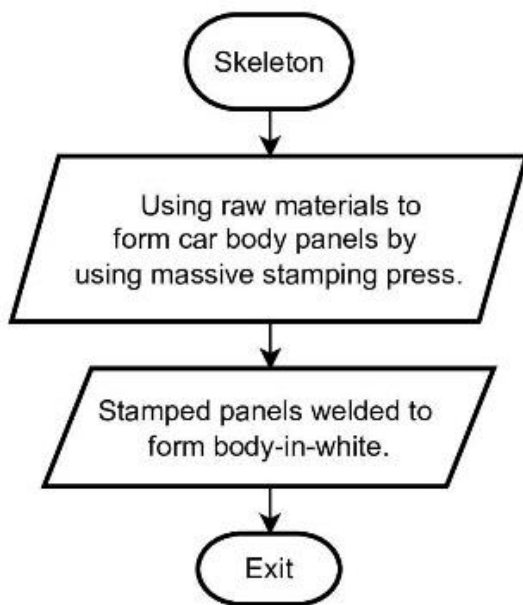 Skeleton
Using raw materials to
form car body panels by
using massive stamping press.
Stamped panels welded to
form body-in-white.
Exit